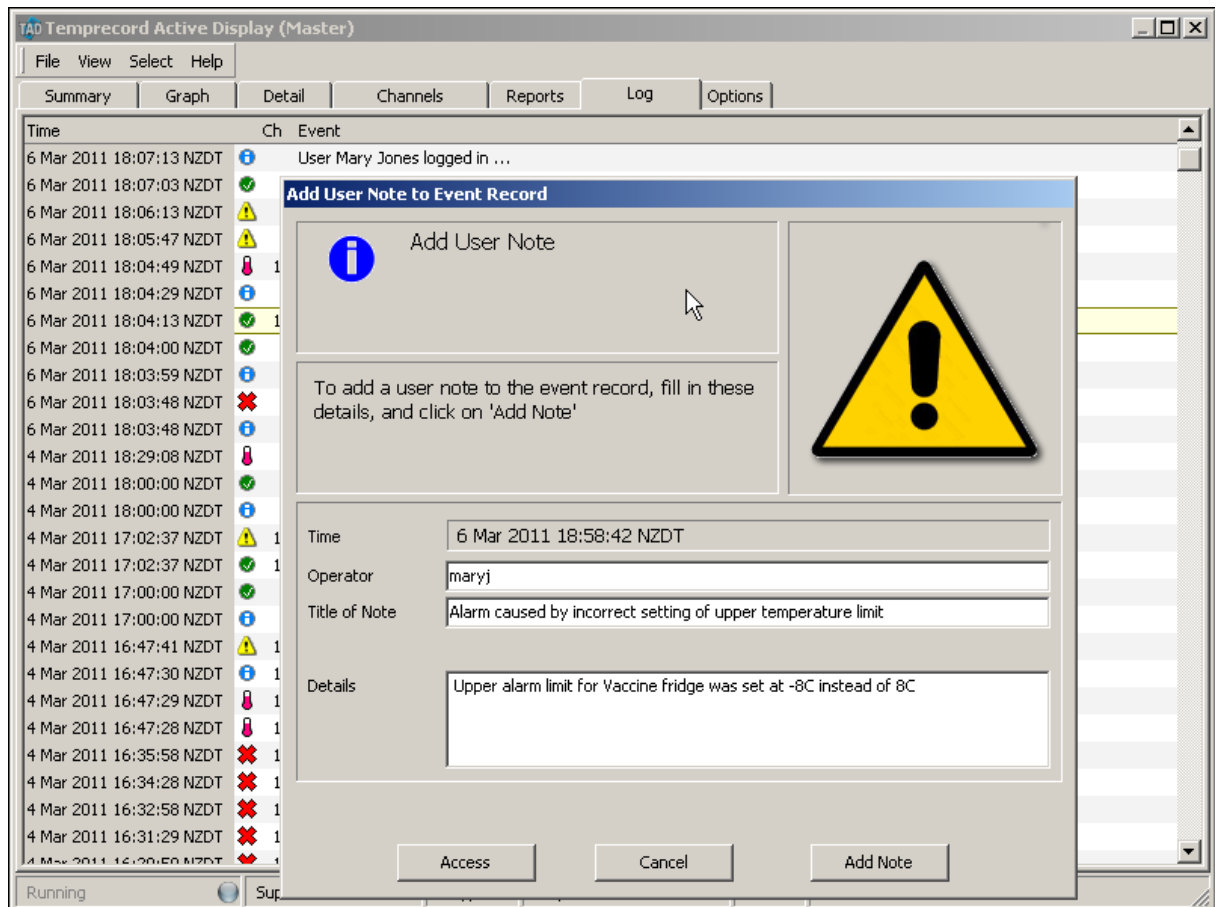 TAD Temprecord Active Display (Master)
File View Select Help
Summary Graph Detail Channels Reports Log Options
Time Ch Event
6 Mar 2011 18:07:13 NZDT User Mary Jones logged in ...
6 Mar 2011 18:07:03 NZDT
6 Mar 2011 18:06:13 NZDT
6 Mar 2011 18:05:47 NZDT
6 Mar 2011 18:04:49 NZDT 1
6 Mar 2011 18:04:29 NZDT
6 Mar 2011 18:04:13 NZDT 1
6 Mar 2011 18:04:00 NZDT
6 Mar 2011 18:03:59 NZDT
6 Mar 2011 18:03:48 NZDT
6 Mar 2011 18:03:48 NZDT
4 Mar 2011 18:29:08 NZDT
4 Mar 2011 18:00:00 NZDT
4 Mar 2011 18:00:00 NZDT
4 Mar 2011 17:02:37 NZDT 1
4 Mar 2011 17:02:37 NZDT 1
4 Mar 2011 17:00:00 NZDT
4 Mar 2011 17:00:00 NZDT
4 Mar 2011 16:47:41 NZDT 1
4 Mar 2011 16:47:30 NZDT 1
4 Mar 2011 16:47:29 NZDT 1
4 Mar 2011 16:47:28 NZDT 1
4 Mar 2011 16:35:58 NZDT 1
4 Mar 2011 16:34:28 NZDT 1
4 Mar 2011 16:32:58 NZDT 1
4 Mar 2011 16:31:29 NZDT 1
Add User Note to Event Record
Add User Note
To add a user note to the event record, fill in these
details, and click on 'Add Note'
Time 6 Mar 2011 18:58:42 NZDT
Operator maryj
Title of Note Alarm caused by incorrect setting of upper temperature limit
Details Upper alarm limit for Vaccine fridge was set at -8C instead of 8C
Access Cancel Add Note
Running